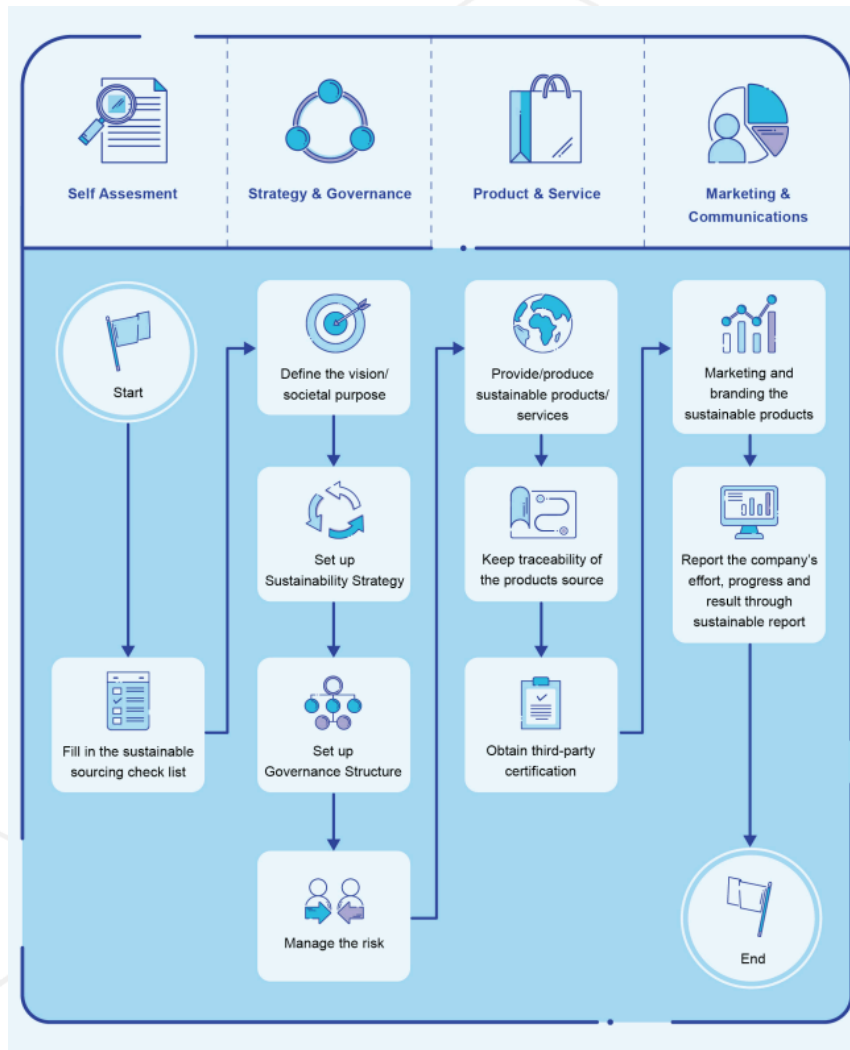 Self Assesment
Strategy & Governance
Product & Service
Marketing &
Communications
Start
Fill in the sustainable
sourcing check list
Define the vision/
societal purpose
Set up
Sustainability Strategy
Set up
Governance Structure
Manage the risk
Provide/produce
sustainable products/
services
Keep traceability of
the products source
Obtain third-party
certification
Marketing and
branding the
sustainable products
Report the company's
effort, progress and
result through
sustainable report
End